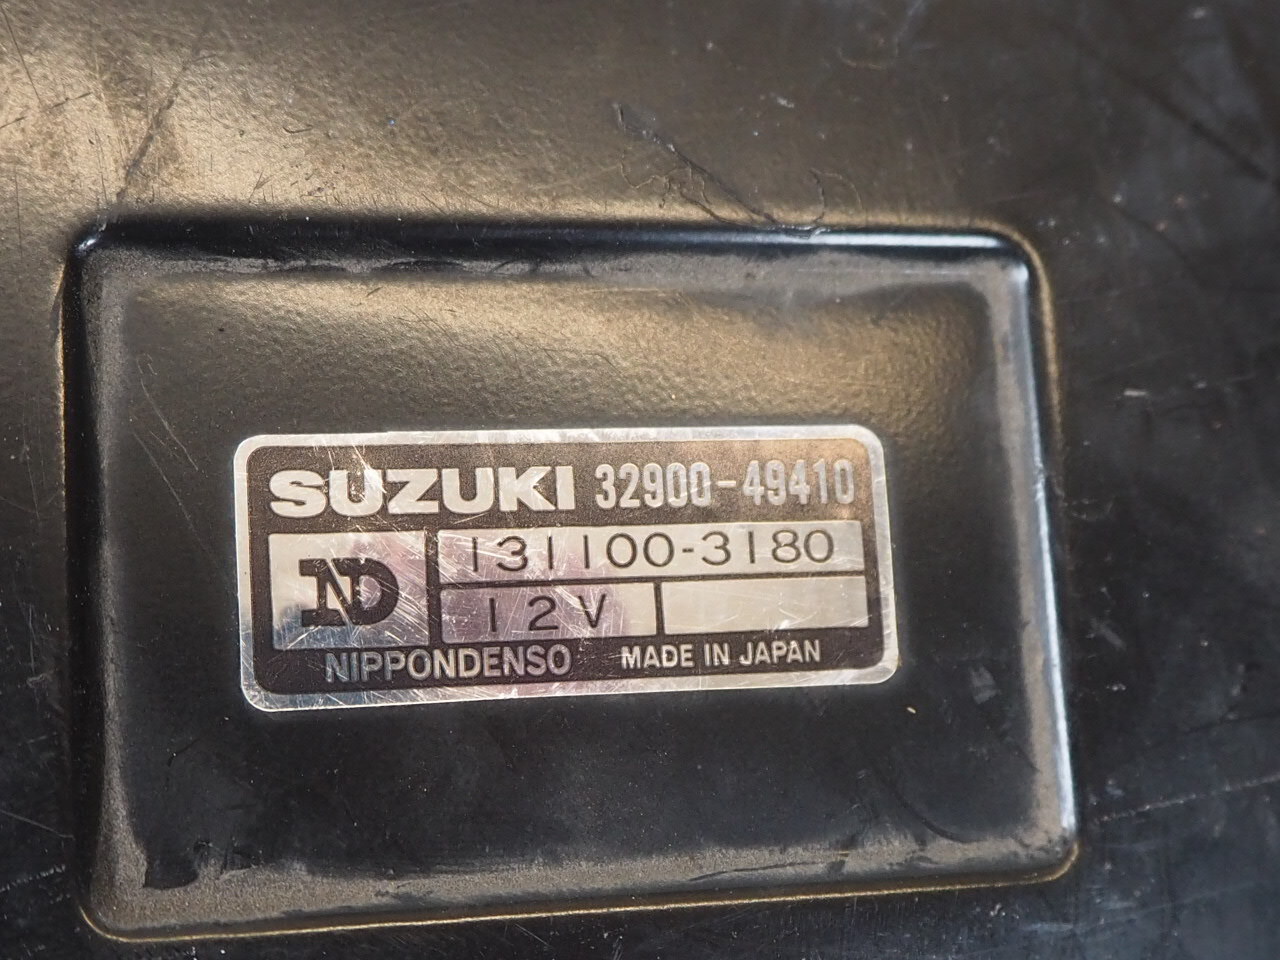 SUZUKI 32900-49410
ND 131100-3180
12V
NIPPONDENSO MADE IN JAPAN